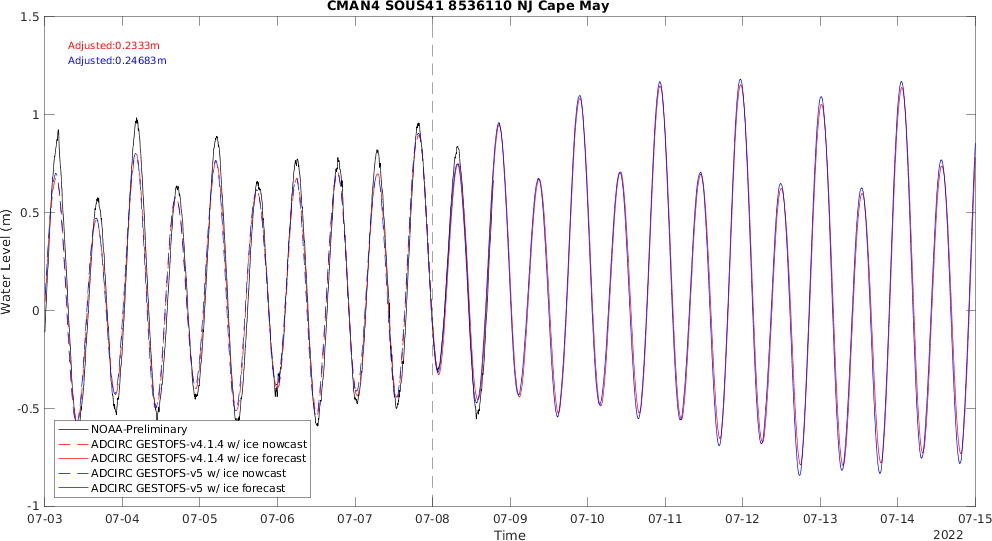 CMAN4 SOUS41 8536110 NJ Cape May
1.5
1
0.5
0
-0.5
-1
Water Level (m)
Adjusted:0.2333m
Adjusted:0.24683m
NOAA-Preliminary
ADCIRC GESTOFS-v4.1.4 w/ ice nowcast
ADCIRC GESTOFS-v4.1.4 w/ ice forecast
ADCIRC GESTOFS-v5 w/ ice nowcast
ADCIRC GESTOFS-v5 w/ ice forecast
07-03 07-04 07-05 07-06 07-07 07-08 07-09 07-10 07-11 07-12 07-13 07-14 07-15
Time
2022